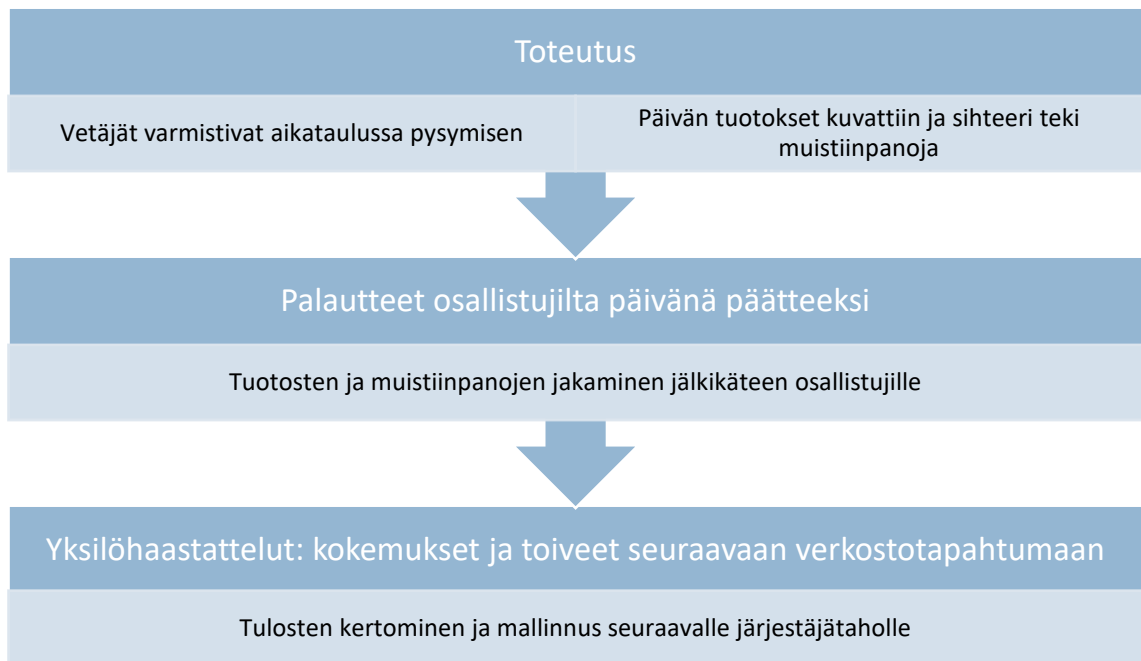 Toteutus
Vetäjät varmistivat aikataulussa pysymisen
Päivän tuotokset kuvattiin ja sihteeri teki
muistiinpanoja
Palautteet osallistujilta päivänä päätteeksi
Tuotosten ja muistiinpanojen jakaminen jälkikäteen osallistujille
Yksilöhaastattelut: kokemukset ja toiveet seuraavaan verkostotapahtumaan
Tulosten kertominen ja mallinnus seuraavalle järjestäjätaholle